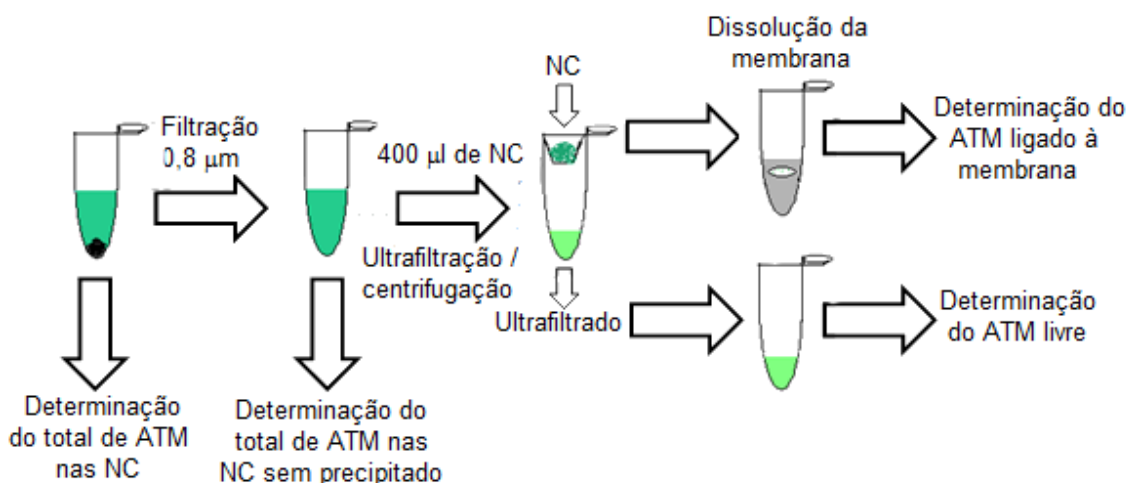 Filtração
0,8 µm
Determinação
do total de ATM
nas NC
400 µl de NC
Ultrafiltração /
centrifugação
Determinação do
total de ATM nas
NC sem precipitado
NC
Ultrafiltrado
Dissolução da
membrana
Determinação do
ATM ligado à
membrana
Determinação
do ATM livre